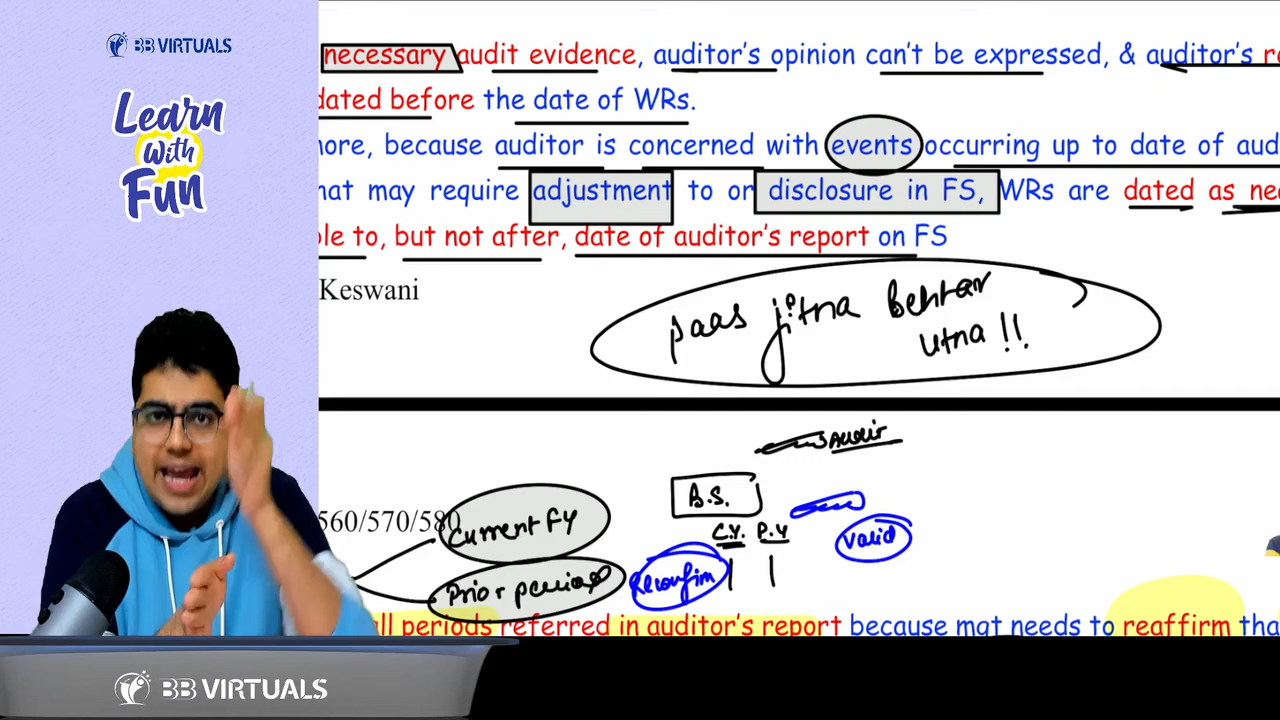 BB VIRTUALS
Learn
With
Fun
necessary audit evidence, auditor's opinion can't be expressed, & auditor's re
dated before the date of WRs.
more, because auditor is concerned with events occurring up to date of aud
hat may require adjustment to or disclosure in FS, WRs are dated as nea
ble to, but not after, date of auditor's report on FS
Keswani
paas jitna behtar
utna !!
Audit
B.S.
560/570/580
Current FY
C.Y. P.Y
Valid
Prior period
Reconfirm
all periods referred in auditor's report because mgt needs to reaffirm tha
BB VIRTUALS